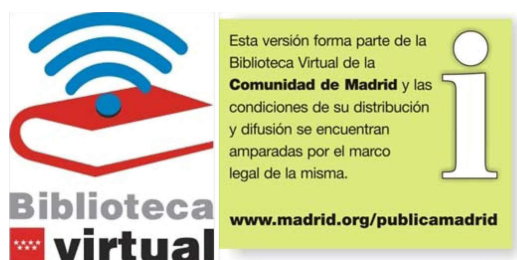 Biblioteca
virtual
Esta versión forma parte de la
Biblioteca Virtual de la
Comunidad de Madrid y las
condiciones de su distribución
y difusión se encuentran
amparadas por el marco
legal de la misma.
www.madrid.org/publicamadrid
i